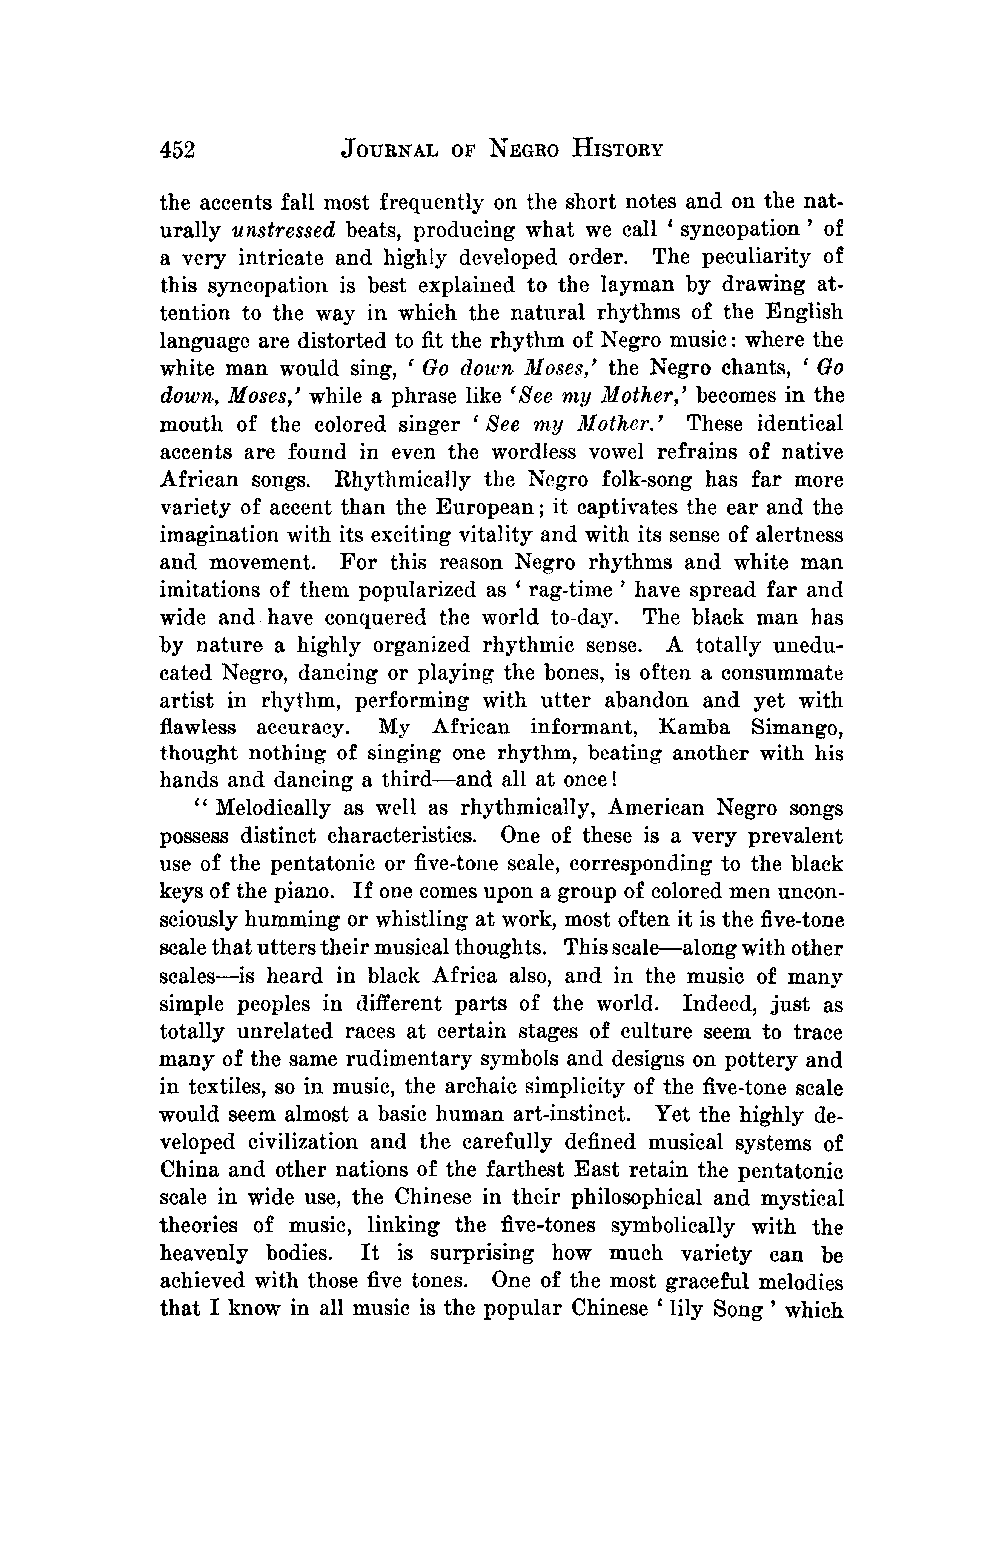 452 JOURNAL OF NEGRO HISTORY
the accents fall most frequently on the short notes and on the nat-
urally unstressed beats, producing what we call ‘ syncopation ’ of
a very intricate and highly developed order. The peculiarity of
this syncopation is best explained to the layman by drawing at-
tention to the way in which the natural rhythms of the English
language are distorted to fit the rhythm of Negro music: where the
white man would sing, ‘ Go down Moses,’ the Negro chants, ‘ Go
down, Moses,’ while a phrase like ‘See my Mother,’ becomes in the
mouth of the colored singer ‘ See my Mother.’ These identical
accents are found in even the wordless vowel refrains of native
African songs. Rhythmically the Negro folk-song has far more
variety of accent than the European; it captivates the ear and the
imagination with its exciting vitality and with its sense of alertness
and movement. For this reason Negro rhythms and white man
imitations of them popularized as ‘ rag-time ’ have spread far and
wide and have conquered the world to-day. The black man has
by nature a highly organized rhythmic sense. A totally unedu-
cated Negro, dancing or playing the bones, is often a consummate
artist in rhythm, performing with utter abandon and yet with
flawless accuracy. My African informant, Kamba Simango,
thought nothing of singing one rhythm, beating another with his
hands and dancing a third—and all at once!
“ Melodically as well as rhythmically, American Negro songs
possess distinct characteristics. One of these is a very prevalent
use of the pentatonic or five-tone scale, corresponding to the black
keys of the piano. If one comes upon a group of colored men uncon-
sciously humming or whistling at work, most often it is the five-tone
scale that utters their musical thoughts. This scale—along with other
scales—is heard in black Africa also, and in the music of many
simple peoples in different parts of the world. Indeed, just as
totally unrelated races at certain stages of culture seem to trace
many of the same rudimentary symbols and designs on pottery and
in textiles, so in music, the archaic simplicity of the five-tone scale
would seem almost a basic human art-instinct. Yet the highly de-
veloped civilization and the carefully defined musical systems of
China and other nations of the farthest East retain the pentatonic
scale in wide use, the Chinese in their philosophical and mystical
theories of music, linking the five-tones symbolically with the
heavenly bodies. It is surprising how much variety can be
achieved with those five tones. One of the most graceful melodies
that I know in all music is the popular Chinese ‘ lily Song ’ which